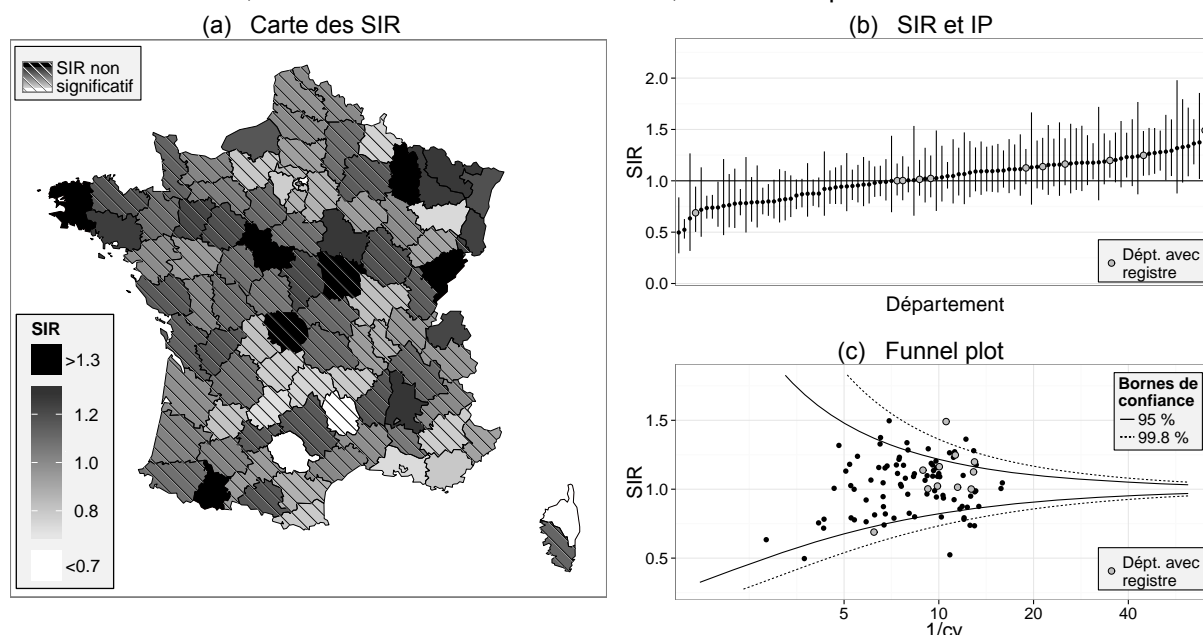 (a) Carte des SIR
SIR non
significatif
SIR
>1.3
1.2
1.0
0.8
<0.7
(b) SIR et IP
SIR
2.0
1.5
1.0
0.5
0.0
Dépt. avec
registre
Département
(c) Funnel plot
SIR
1.5
1.0
0.5
Bornes de
confiance
95 %
99.8 %
Dépt. avec
registre
5
10
20
40
1/cv